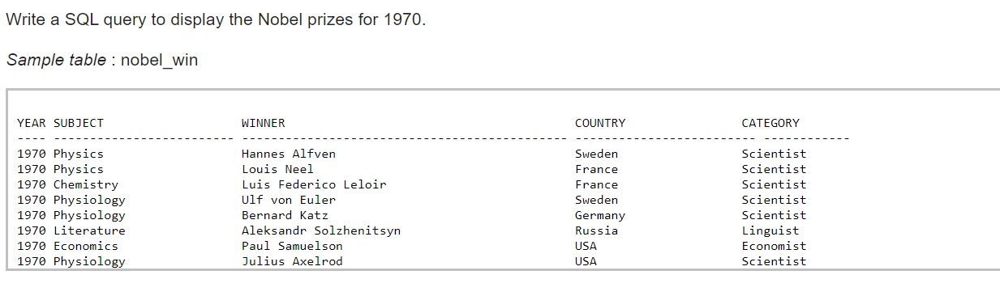 Write a SQL query to display the Nobel prizes for 1970.
Sample table : nobel_win
YEAR SUBJECT WINNER COUNTRY CATEGORY
---- ------------------------- --------------------------------------------- ------------------------- ------------
1970 Physics Hannes Alfven Sweden Scientist
1970 Physics Louis Neel France Scientist
1970 Chemistry Luis Federico Leloir France Scientist
1970 Physiology Ulf von Euler Sweden Scientist
1970 Physiology Bernard Katz Germany Scientist
1970 Literature Aleksandr Solzhenitsyn Russia Linguist
1970 Economics Paul Samuelson USA Economist
1970 Physiology Julius Axelrod USA Scientist